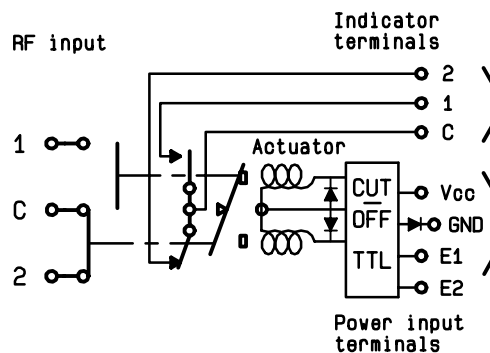 Indicator
terminals
RF input
2
1
C
1
Actuator
CUT
Vcc
C
OFF
GND
TTL
E1
2
E2
Power input
terminals